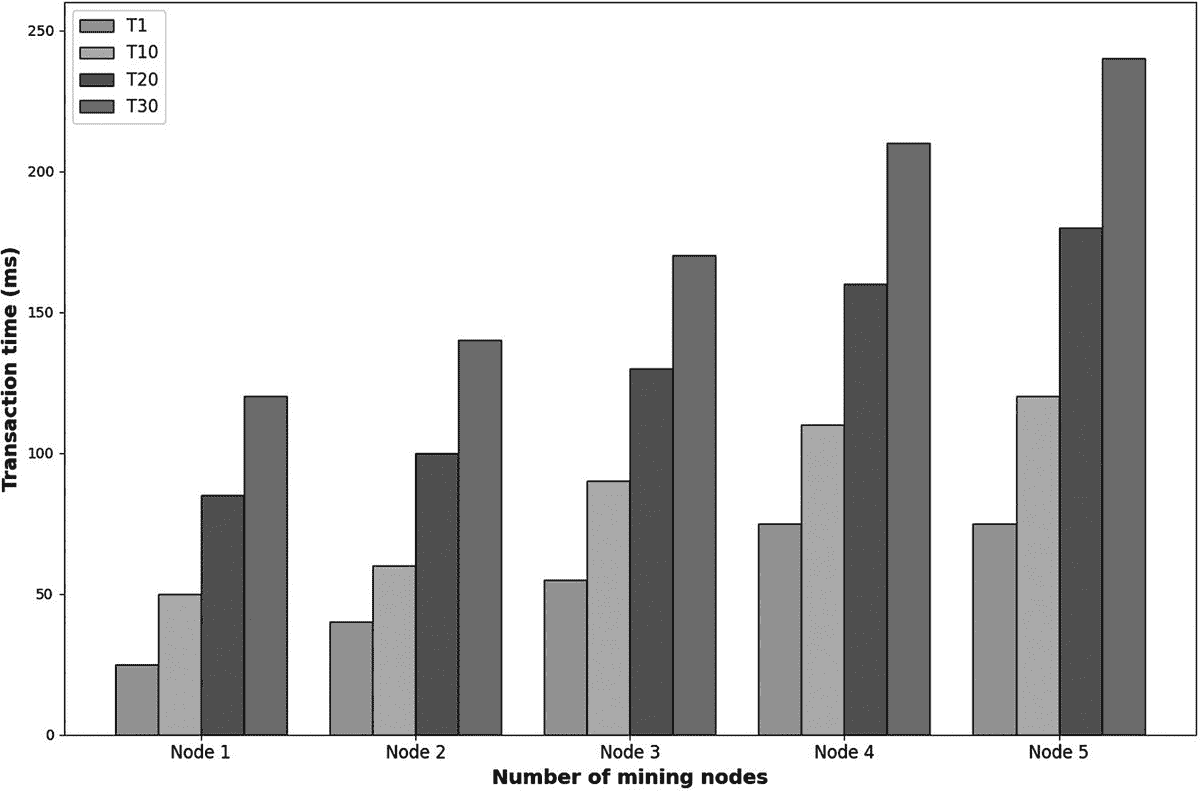 T1
T10
T20
T30
250
200
150
100
50
0
Transaction time (ms)
Node 1 Node 2 Node 3 Node 4 Node 5
Number of mining nodes